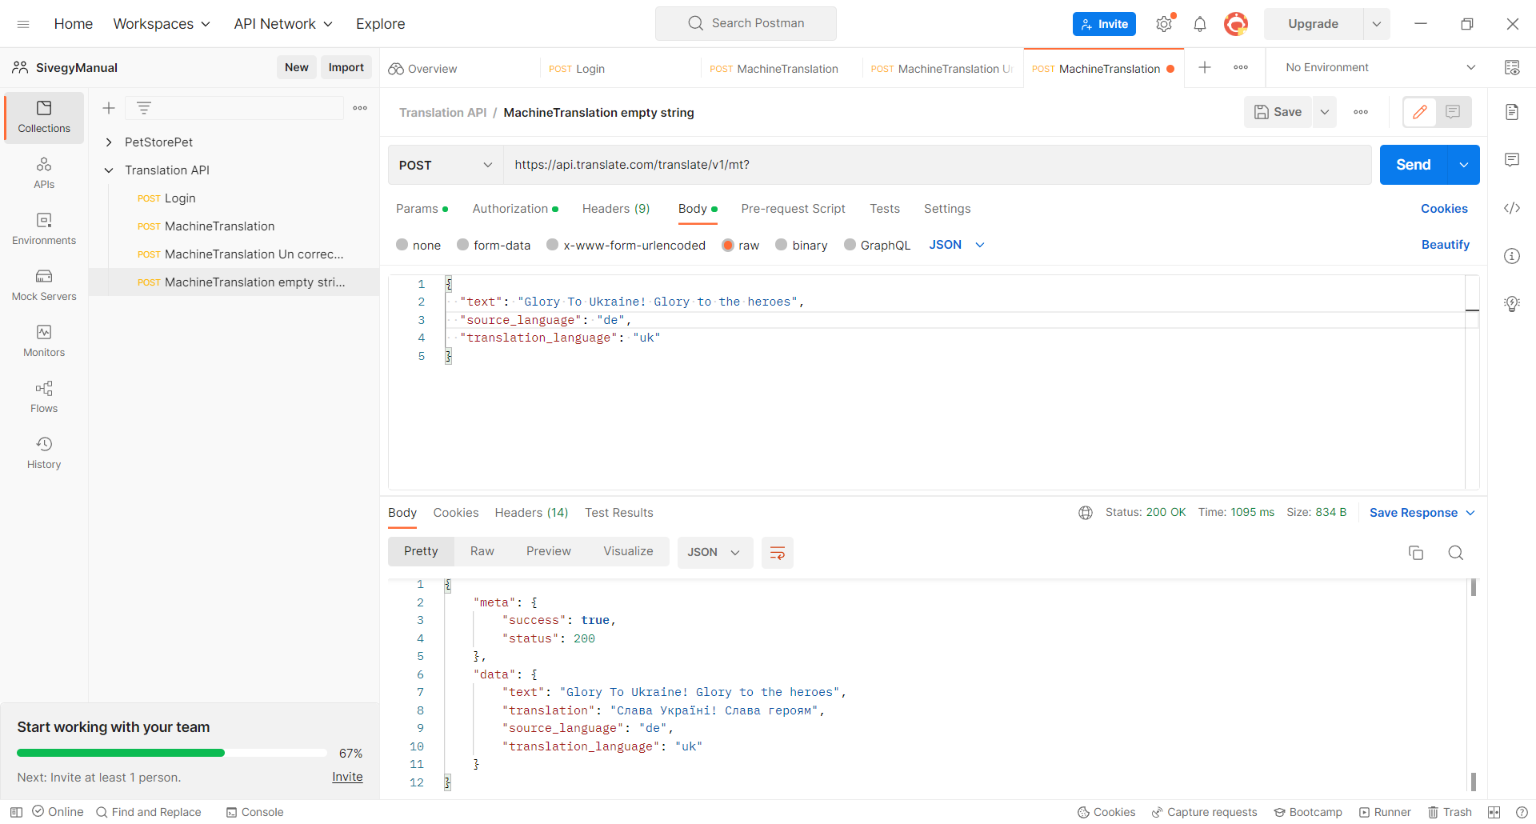 Home Workspaces API Network Explore Search Postman Invite Upgrade
SivegyManual New Import Overview POST Login POST MachineTranslation POST MachineTranslation Un POST MachineTranslation No Environment
Collections
APIs
Environments
Mock Servers
Monitors
Flows
History
PetStorePet
Translation API
POST Login
POST MachineTranslation
POST MachineTranslation Un correc...
POST MachineTranslation empty stri...
Translation API / MachineTranslation empty string Save
POST https://api.translate.com/translate/v1/mt? Send
Params Authorization Headers (9) Body Pre-request Script Tests Settings Cookies
none form-data x-www-form-urlencoded raw binary GraphQL JSON Beautify
1 {
2 "text": "Glory To Ukraine! Glory to the heroes",
3 "source_language": "de",
4 "translation_language": "uk"
5 }
Body Cookies Headers (14) Test Results Status: 200 OK Time: 1095 ms Size: 834 B Save Response
Pretty Raw Preview Visualize JSON
1 {
2 "meta": {
3 "success": true,
4 "status": 200
5 },
6 "data": {
7 "text": "Glory To Ukraine! Glory to the heroes",
8 "translation": "Слава Україні! Слава героям",
9 "source_language": "de",
10 "translation_language": "uk"
11 }
12 }
Start working with your team
67%
Next: Invite at least 1 person. Invite
Online Find and Replace Console Cookies Capture requests Bootcamp Runner Trash